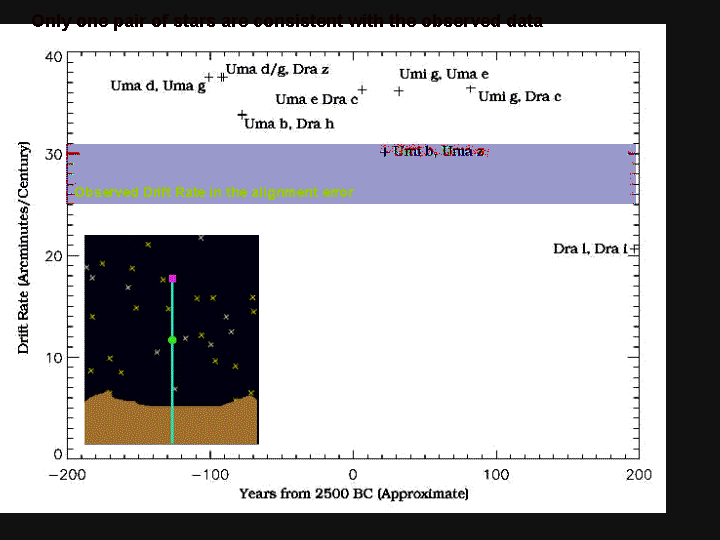 Only one pair of stars are consistent with the observed data
40
Uma d/g, Dra z
Umi g, Uma e
Uma d, Uma g
Uma e Dra c
Umi g, Dra c
Uma b, Dra h
30
Umi b, Uma z
Observed Drift Rate in the alignment error
Drift Rate (Arcminutes/Century)
20
Dra l, Dra i
10
0
-200
-100
0
100
200
Years from 2500 BC (Approximate)